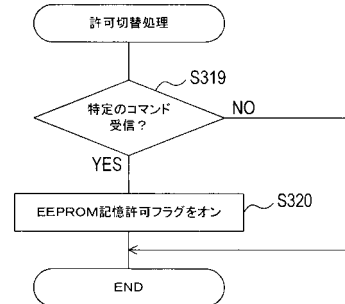 許可切替処理
S319
特定のコマンド
受信？
NO
YES
EEPROM記憶許可フラグをオン
S320
END